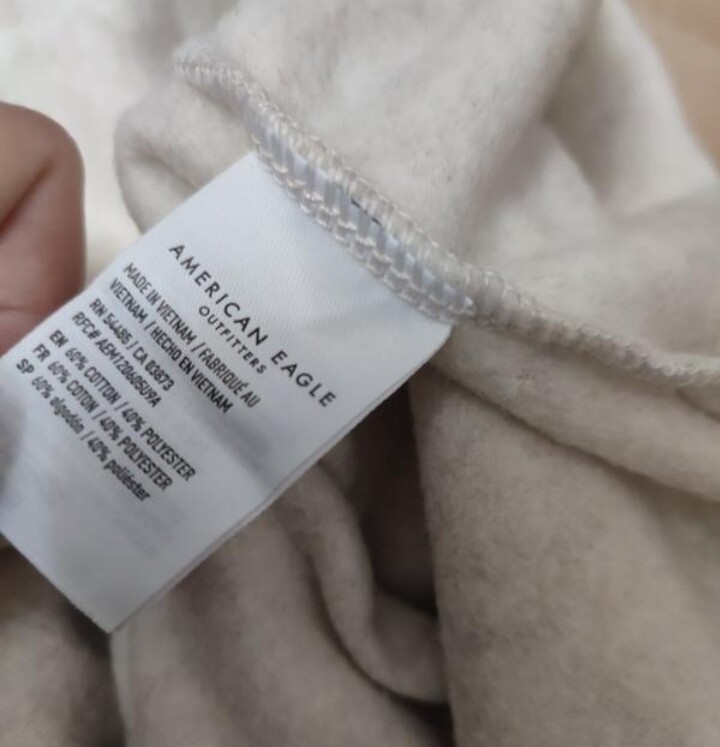 AMERICAN EAGLE
OUTFITTERS
MADE IN VIETNAM / FABRIQUÉ AU
VIETNAM / HECHO EN VIETNAM
RN 54485 / CA 03873
RFC# AEM120605U9A
EN 60% COTTON / 40% POLYESTER
FR 60% COTON / 40% POLYESTER
SP 60% algodón / 40% poliéster